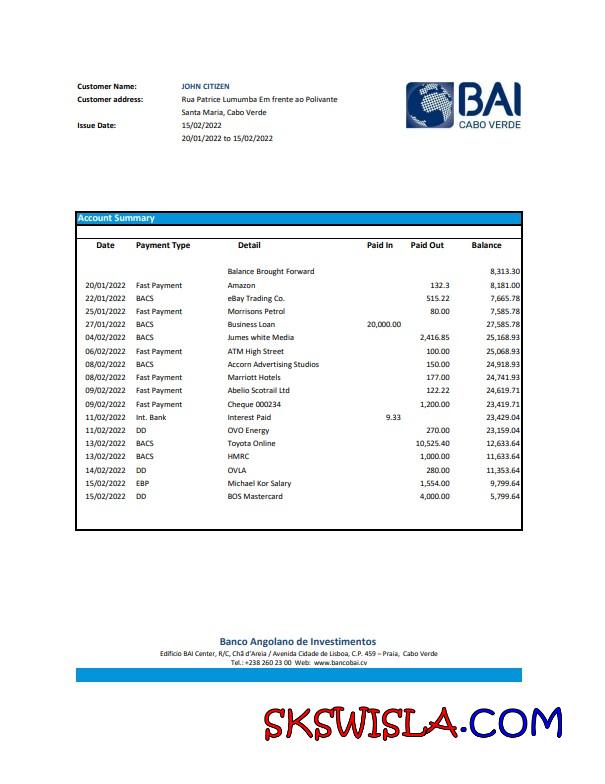 Customer Name: JOHN CITIZEN
Customer address: Rua Patrice Lumumba Em frente ao Polivante
Santa Maria, Cabo Verde
Issue Date: 15/02/2022
20/01/2022 to 15/02/2022
BAI
CABO VERDE
Account Summary
Date Payment Type Detail Paid In Paid Out Balance
Balance Brought Forward 8,313.30
20/01/2022 Fast Payment Amazon 132.3 8,181.00
22/01/2022 BACS eBay Trading Co. 515.22 7,665.78
25/01/2022 Fast Payment Morrisons Petrol 80.00 7,585.78
27/01/2022 BACS Business Loan 20,000.00 27,585.78
04/02/2022 BACS Jumes white Media 2,416.85 25,168.93
06/02/2022 Fast Payment ATM High Street 100.00 25,068.93
08/02/2022 BACS Accorn Advertising Studios 150.00 24,918.93
08/02/2022 Fast Payment Marriott Hotels 177.00 24,741.93
09/02/2022 Fast Payment Abelio Scotrail Ltd 122.22 24,619.71
09/02/2022 Fast Payment Cheque 000234 1,200.00 23,419.71
11/02/2022 Int. Bank Interest Paid 9.33 23,429.04
11/02/2022 DD OVO Energy 270.00 23,159.04
13/02/2022 BACS Toyota Online 10,525.40 12,633.64
13/02/2022 BACS HMRC 1,000.00 11,633.64
14/02/2022 DD OVLA 280.00 11,353.64
15/02/2022 EBP Michael Kor Salary 1,554.00 9,799.64
15/02/2022 DD BOS Mastercard 4,000.00 5,799.64
Banco Angolano de Investimentos
Edifício BAI Center, R/C, Chã d'Areia / Avenida Cidade de Lisboa, C.P. 459 – Praia, Cabo Verde
Tel.: +238 260 23 00 Web: www.bancobai.cv
SKSWISLA.COM